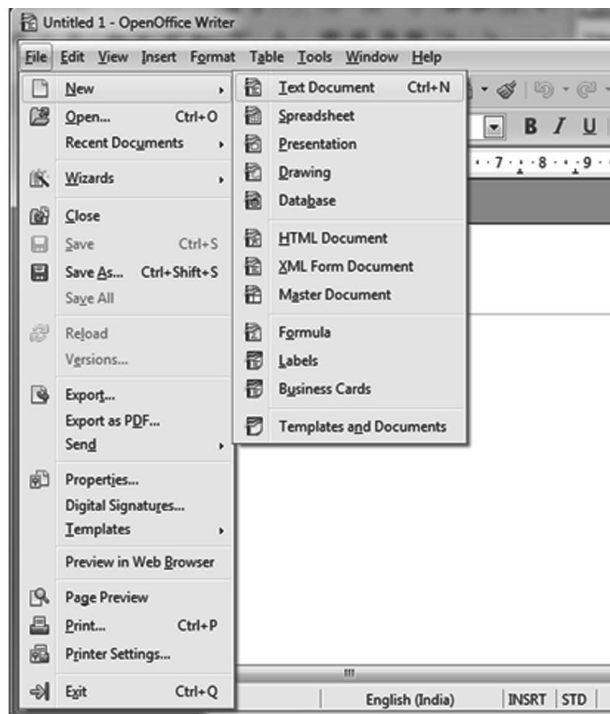 Untitled 1 - OpenOffice Writer
File Edit View Insert Format Table Tools Window Help
New
Open... Ctrl+O
Recent Documents
Wizards
Close
Save Ctrl+S
Save As... Ctrl+Shift+S
Save All
Reload
Versions...
Export...
Export as PDF...
Send
Properties...
Digital Signatures...
Templates
Preview in Web Browser
Page Preview
Print... Ctrl+P
Printer Settings...
Exit Ctrl+Q
Text Document Ctrl+N
Spreadsheet
Presentation
Drawing
Database
HTML Document
XML Form Document
Master Document
Formula
Labels
Business Cards
Templates and Documents
B I U
7 8 9
English (India) INSRT STD